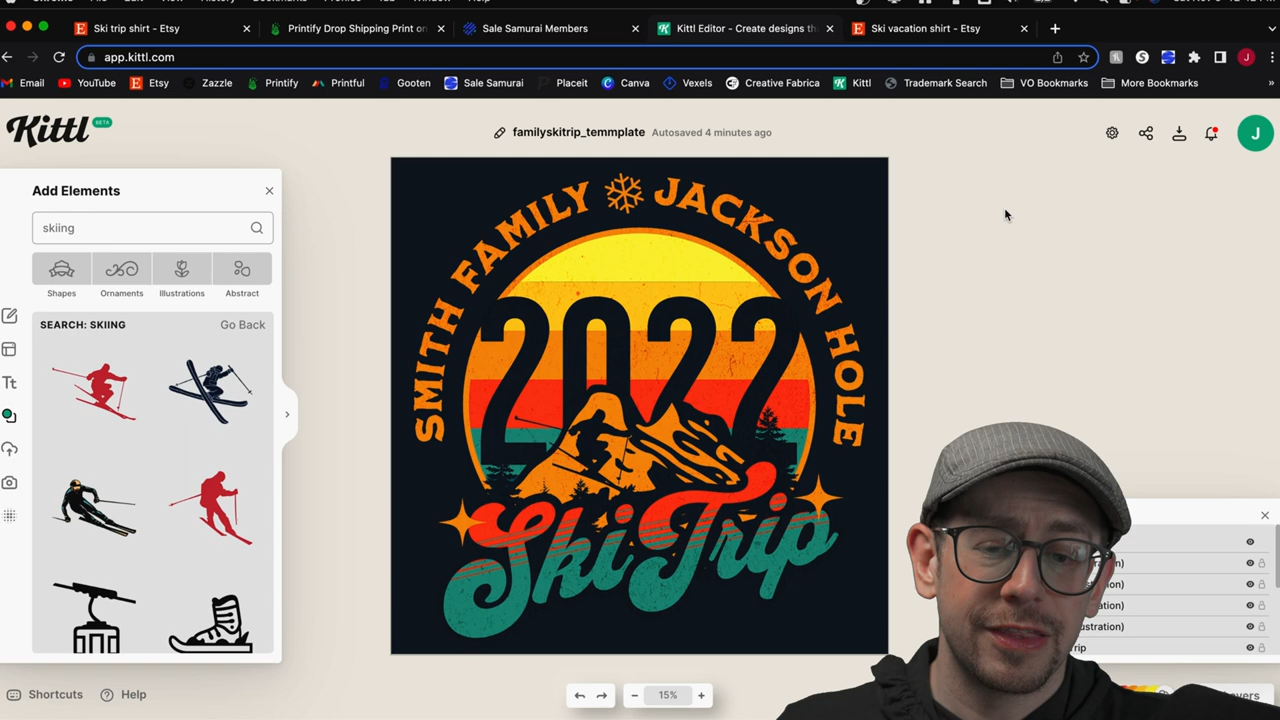 Ski trip shirt - Etsy
Printify Drop Shipping Print on
Sale Samurai Members
Kittl Editor - Create designs th
Ski vacation shirt - Etsy
app.kittl.com
Email YouTube Etsy Zazzle Printify Printful Gooten Sale Samurai Placeit Canva Vexels Creative Fabrica Kittl Trademark Search VO Bookmarks More Bookmarks
Kittl BETA
familyskitrip_temmplate Autosaved 4 minutes ago
J
Add Elements
skiing
Shapes Ornaments Illustrations Abstract
SEARCH: SKIING Go Back
SMITH FAMILY JACKSON HOLE
2022
Ski Trip
Shortcuts Help
15%